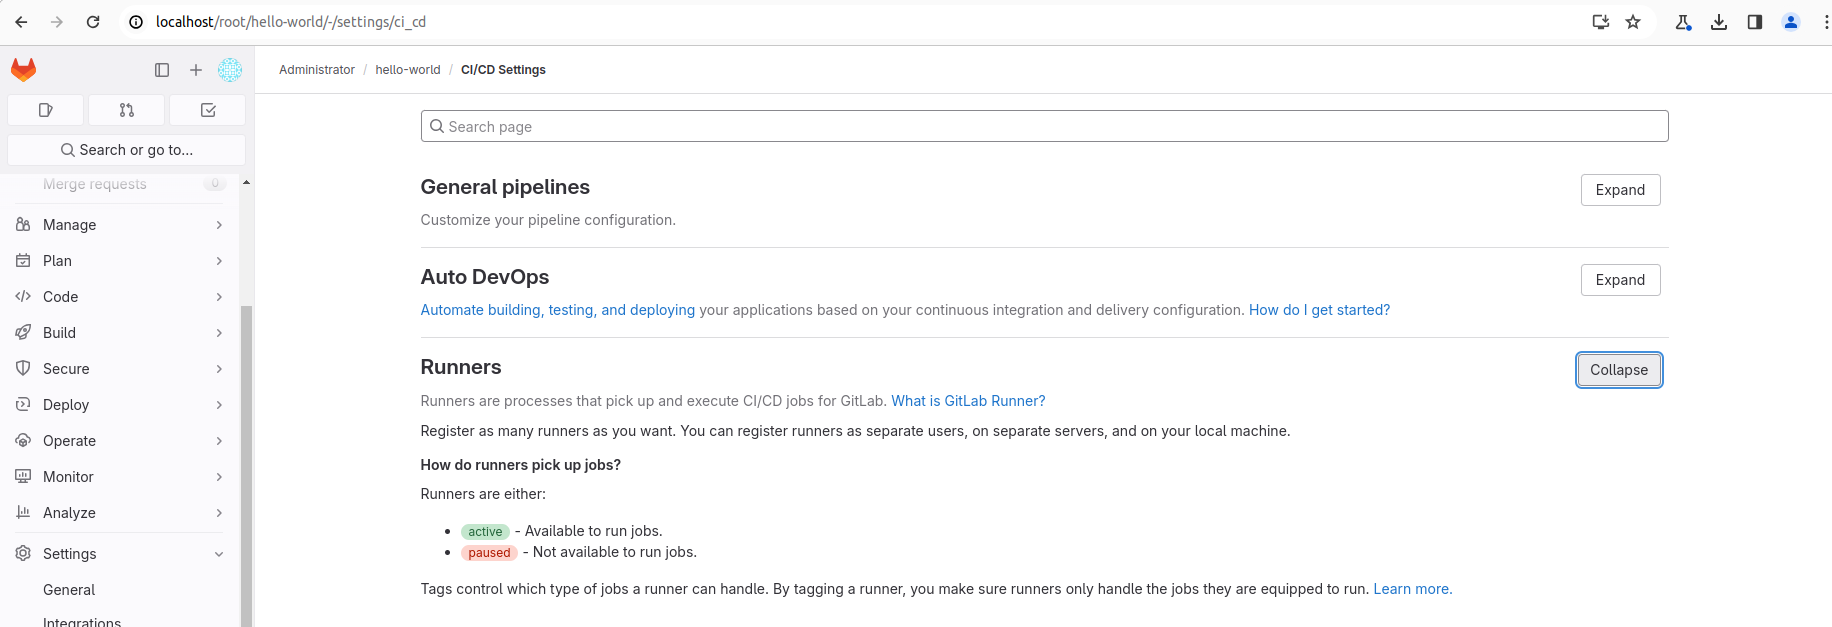 localhost/root/hello-world/-/settings/ci_cd
Administrator / hello-world / CI/CD Settings
Search or go to...
Merge requests 0
Manage
Plan
Code
Build
Secure
Deploy
Operate
Monitor
Analyze
Settings
General
Integrations
Search page
General pipelines
Expand
Customize your pipeline configuration.
Auto DevOps
Expand
Automate building, testing, and deploying your applications based on your continuous integration and delivery configuration. How do I get started?
Runners
Collapse
Runners are processes that pick up and execute CI/CD jobs for GitLab. What is GitLab Runner?
Register as many runners as you want. You can register runners as separate users, on separate servers, and on your local machine.
How do runners pick up jobs?
Runners are either:
• active - Available to run jobs.
• paused - Not available to run jobs.
Tags control which type of jobs a runner can handle. By tagging a runner, you make sure runners only handle the jobs they are equipped to run. Learn more.